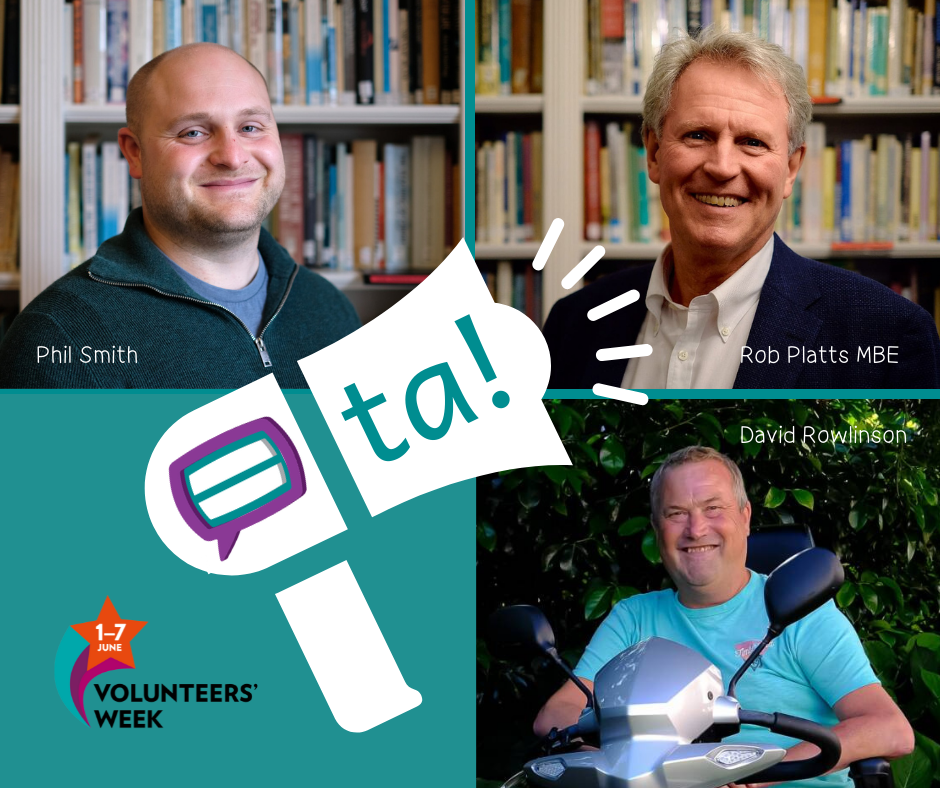 Phil Smith
Rob Platts MBE
ta!
David Rowlinson
1–7
JUNE
VOLUNTEERS'
WEEK